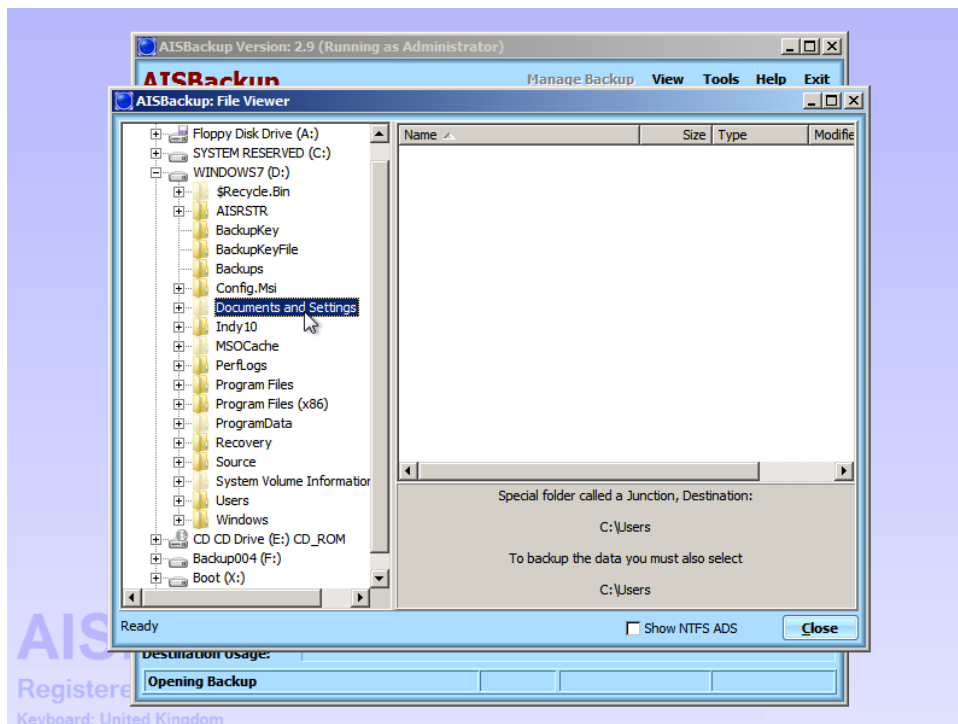 AISBackup Version: 2.9 (Running as Administrator)
AISBackup
Manage Backup View Tools Help Exit
AISBackup: File Viewer
Floppy Disk Drive (A:)
SYSTEM RESERVED (C:)
WINDOWS7 (D:)
$Recycle.Bin
AISRSTR
BackupKey
BackupKeyFile
Backups
Config.Msi
Documents and Settings
Indy10
MSOCache
PerfLogs
Program Files
Program Files (x86)
ProgramData
Recovery
Source
System Volume Information
Users
Windows
CD CD Drive (E:) CD_ROM
Backup004 (F:)
Boot (X:)
Name Size Type Modifie
Special folder called a Junction, Destination:
C:\Users
To backup the data you must also select
C:\Users
Ready
Show NTFS ADS
Close
Destination Usage:
Opening Backup
AIS
Registere
Keyboard: United Kingdom